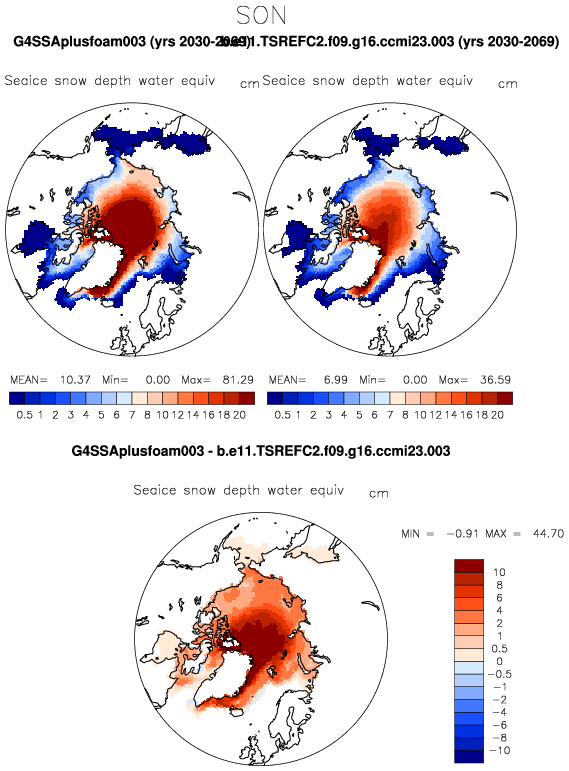 SON
G4SSAplusfoam003 (yrs 2030-2069) b.e11.TSREFC2.f09.g16.ccmi23.003 (yrs 2030-2069)
Seaice snow depth water equiv cm Seaice snow depth water equiv cm
MEAN= 10.37 Min= 0.00 Max= 81.29 MEAN= 6.99 Min= 0.00 Max= 36.59
0.5 1 2 3 4 5 6 7 8 10 12 14 16 18 20 0.5 1 2 3 4 5 6 7 8 10 12 14 16 18 20
G4SSAplusfoam003 - b.e11.TSREFC2.f09.g16.ccmi23.003
Seaice snow depth water equiv cm
MIN = -0.91 MAX = 44.70
10
8
6
4
2
1
0.5
0
-0.5
-1
-2
-4
-6
-8
-10